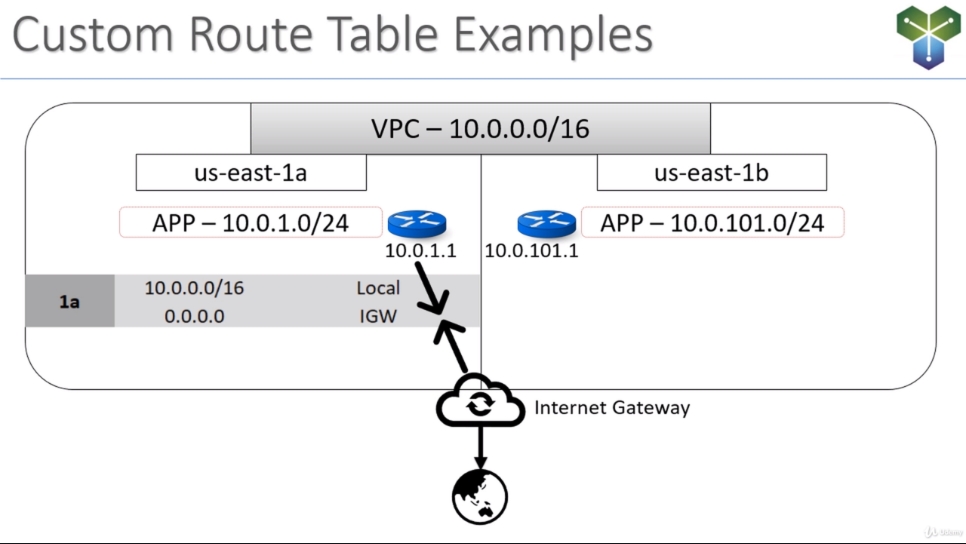 Custom Route Table Examples
VPC – 10.0.0.0/16
us-east-1a
us-east-1b
APP – 10.0.1.0/24
APP – 10.0.101.0/24
10.0.1.1
10.0.101.1
1a
10.0.0.0/16 Local
0.0.0.0 IGW
Internet Gateway
Udemy